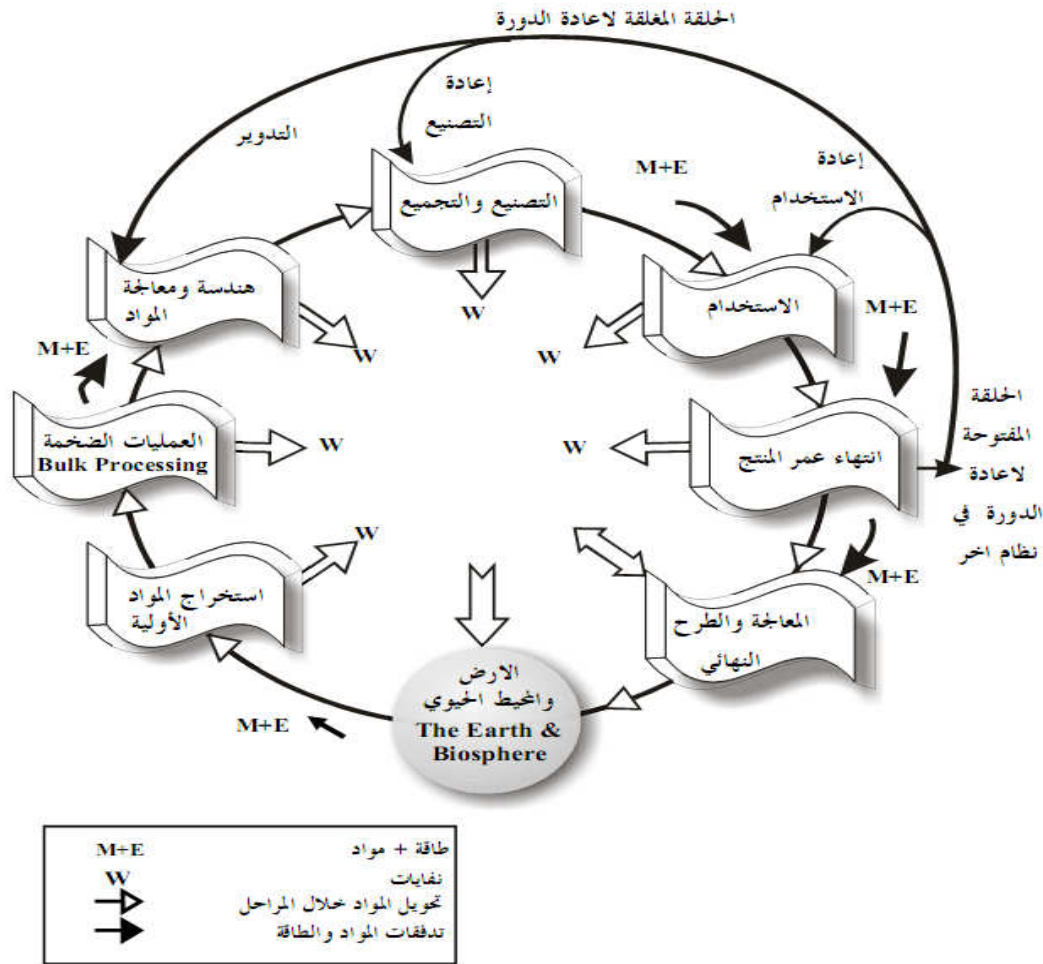 الحلقة المغلقة لاعادة الدورة
إعادة
التصنيع
التدوير
إعادة
الاستخدام
M+E
التصنيع والتجميع
W
هندسة ومعالجة
المواد
W
الاستخدام
W
M+E
M+E
العمليات الضخمة
Bulk Processing
W
انتهاء عمر المنتج
W
الحلقة
المفتوحة
لاعادة
الدورة في
نظام اخر
استخراج المواد
الأولية
W
M+E
المعالجة والطرح
النهائي
الارض
والمحيط الحيوي
The Earth &
Biosphere
M+E
M+E طاقة + مواد
W نفايات
تحويل المواد خلال المراحل
تدفقات المواد والطاقة